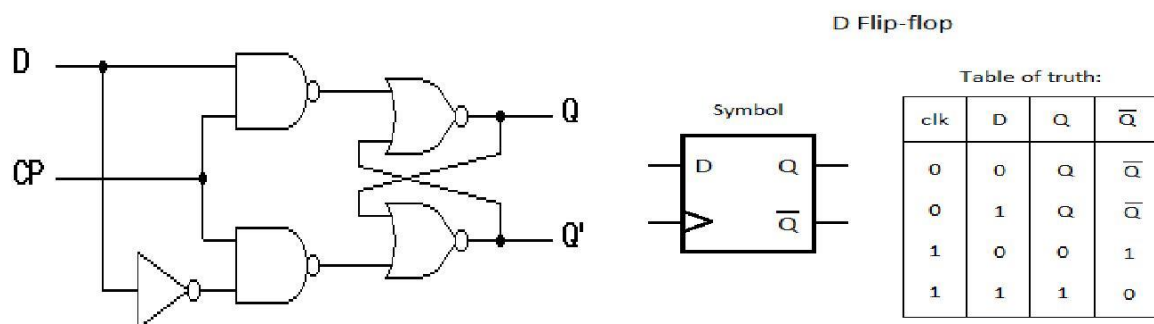 D
CP
Q
Q'
D Flip-flop
Symbol
D Q
Q̅
Table of truth:
clk D Q Q̅
0 0 Q Q̅
0 1 Q Q̅
1 0 0 1
1 1 1 0